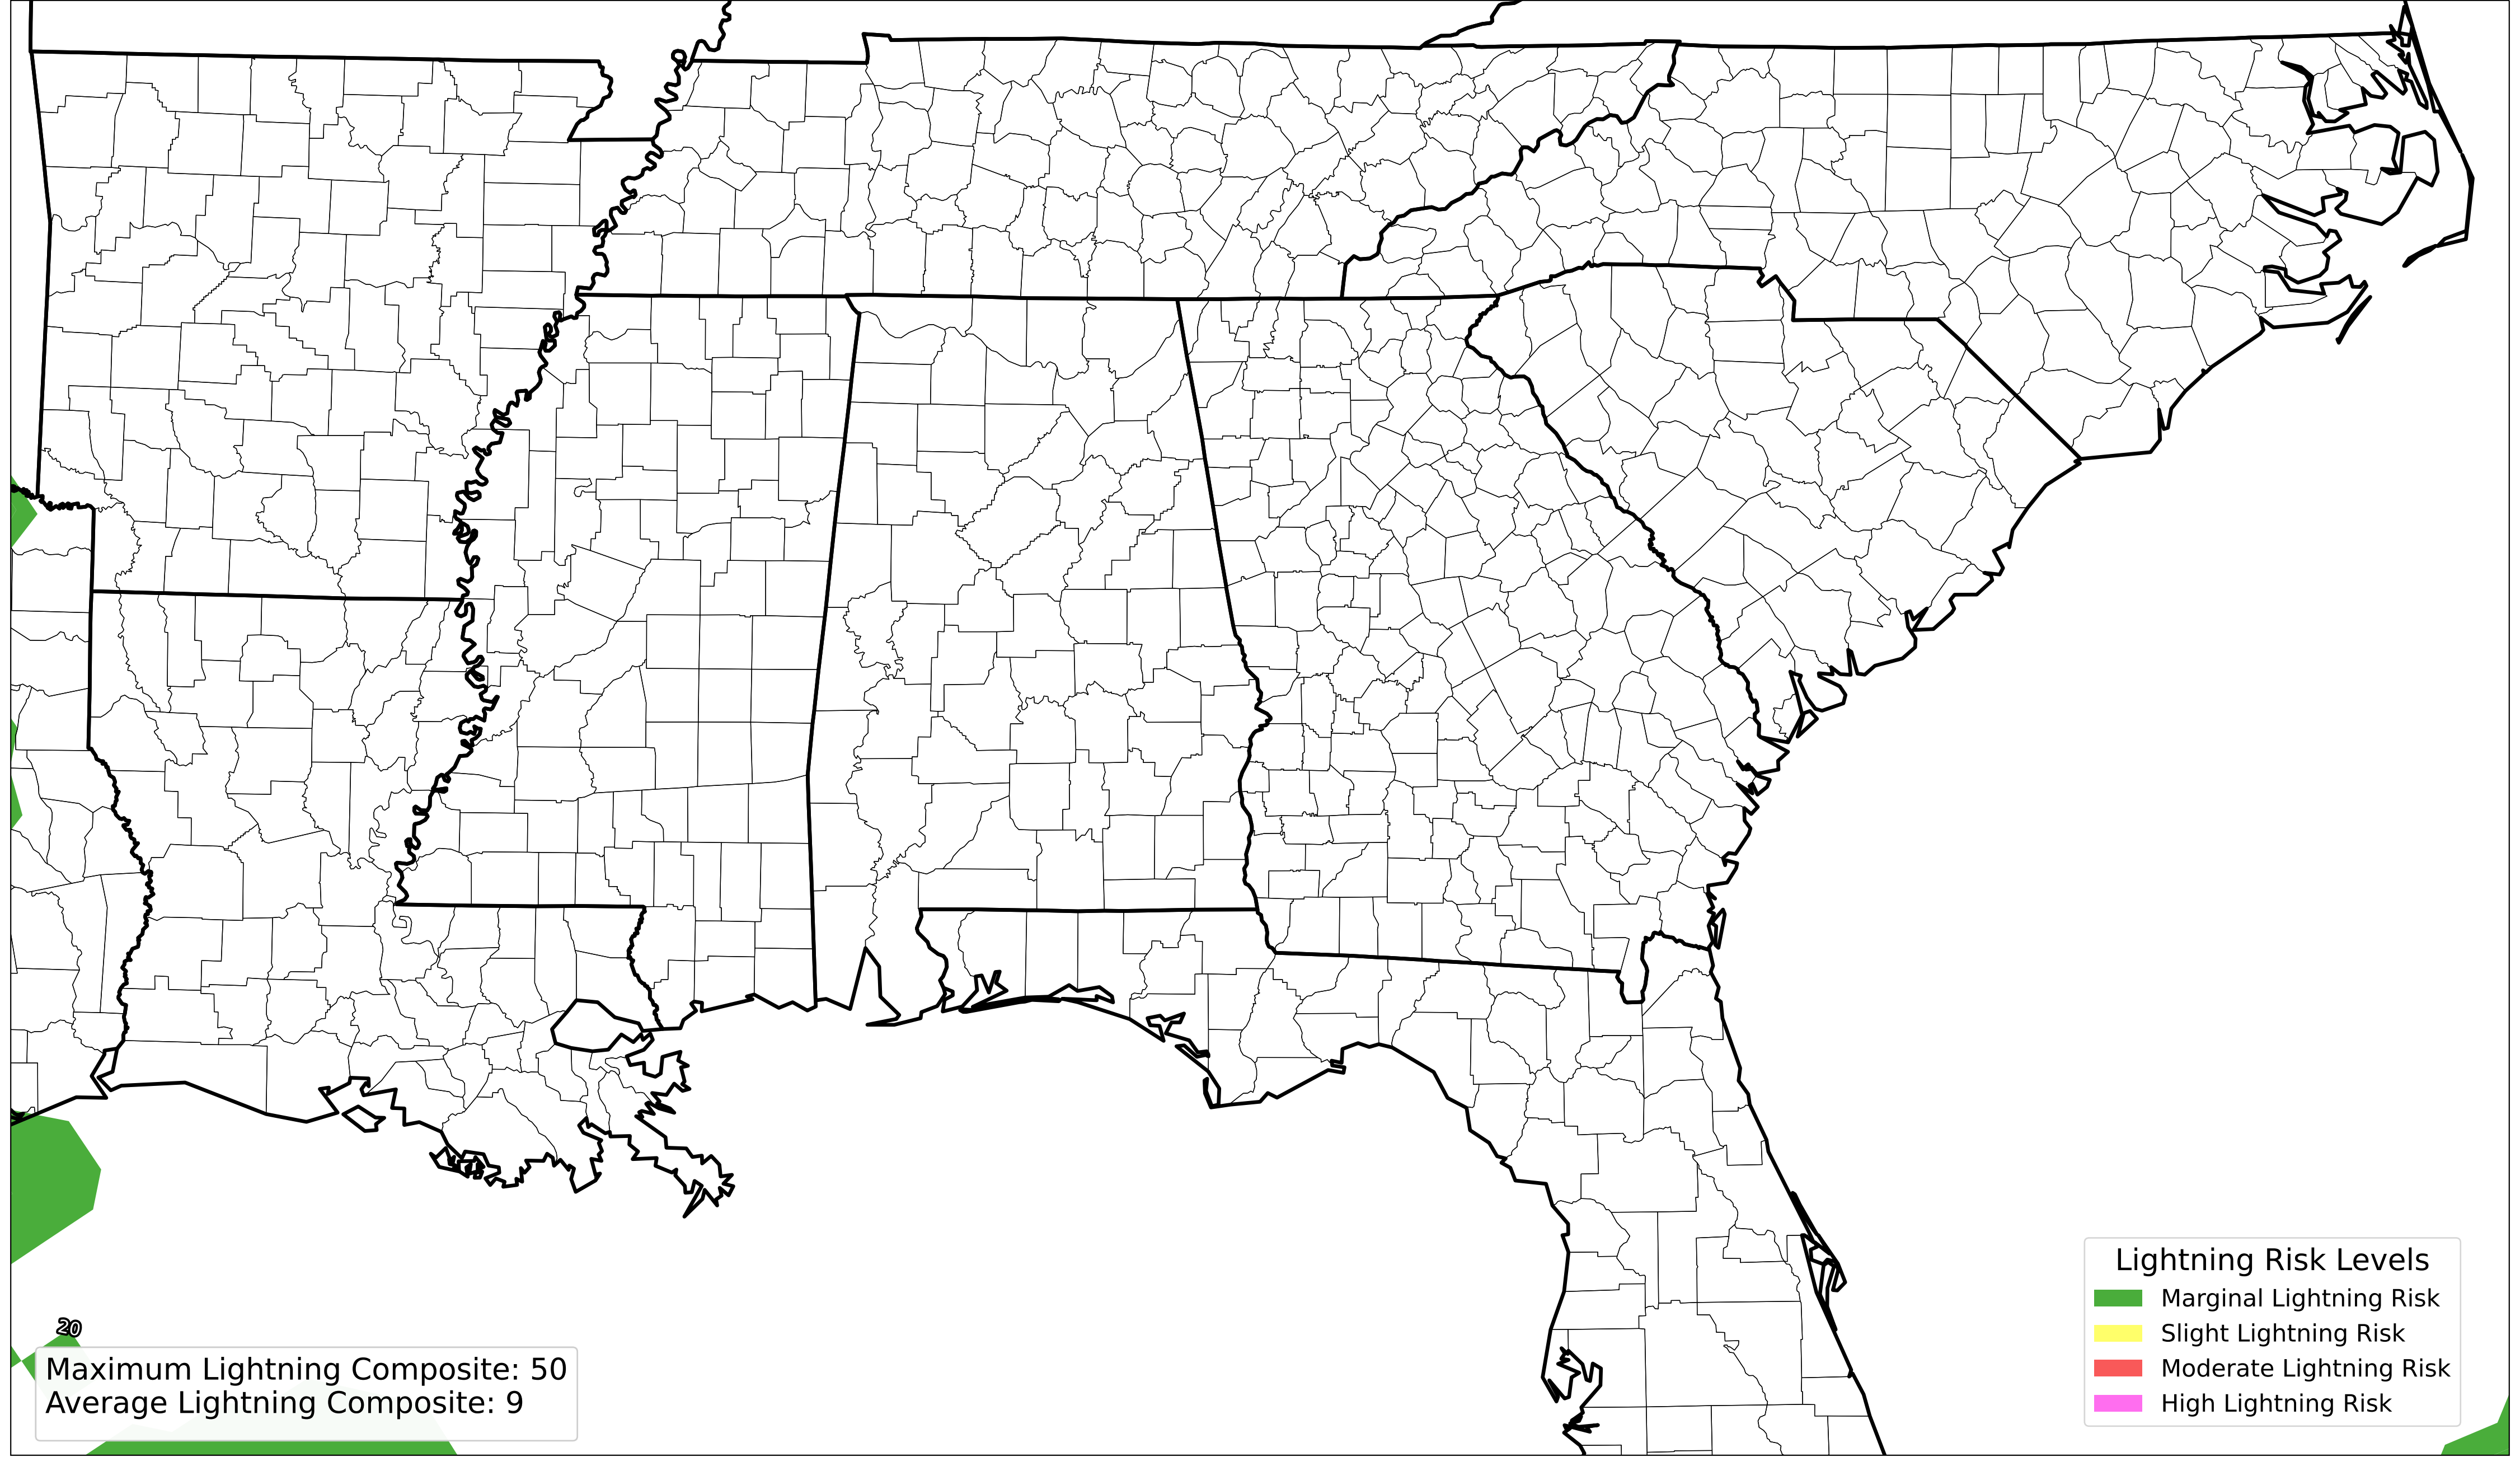 20
Maximum Lightning Composite: 50
Average Lightning Composite: 9
Lightning Risk Levels
Marginal Lightning Risk
Slight Lightning Risk
Moderate Lightning Risk
High Lightning Risk